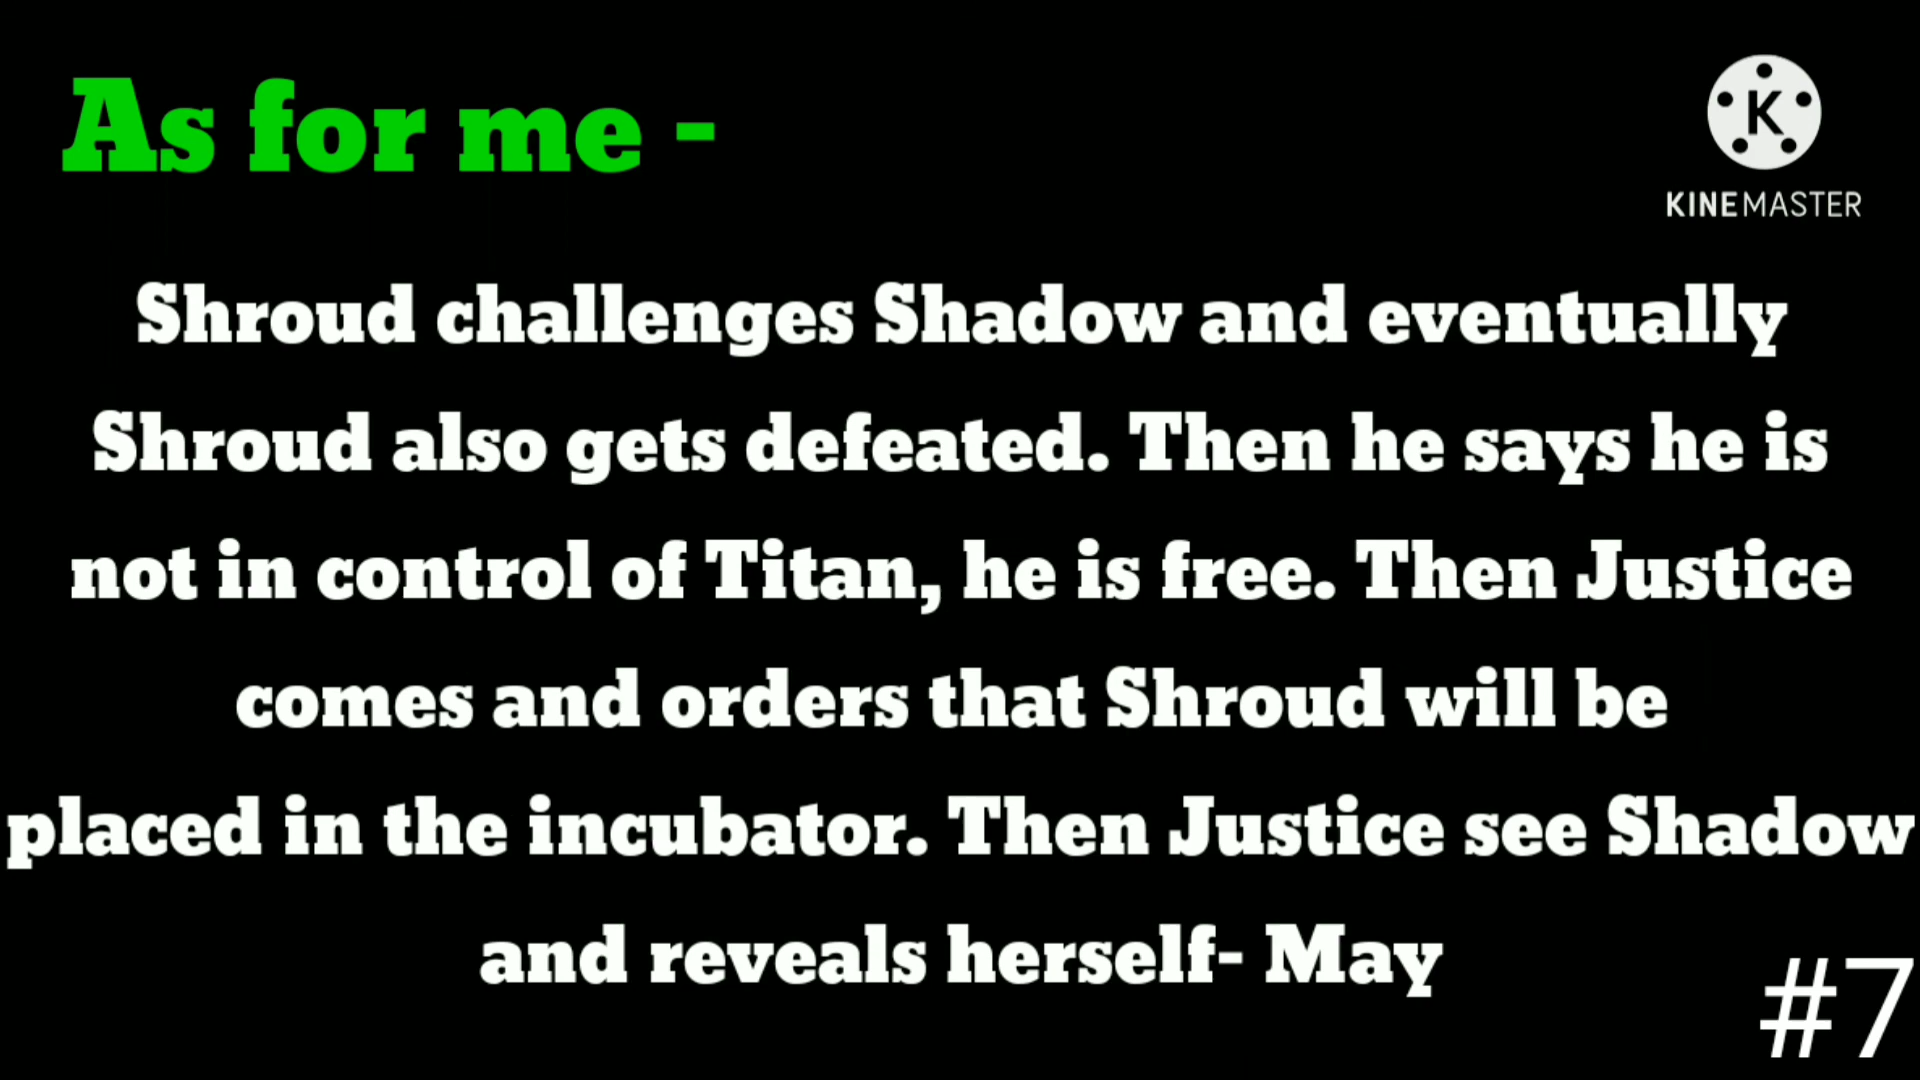 As for me -
K
KINEMASTER
Shroud challenges Shadow and eventually
Shroud also gets defeated. Then he says he is
not in control of Titan, he is free. Then Justice
comes and orders that Shroud will be
placed in the incubator. Then Justice see Shadow
and reveals herself- May
#7